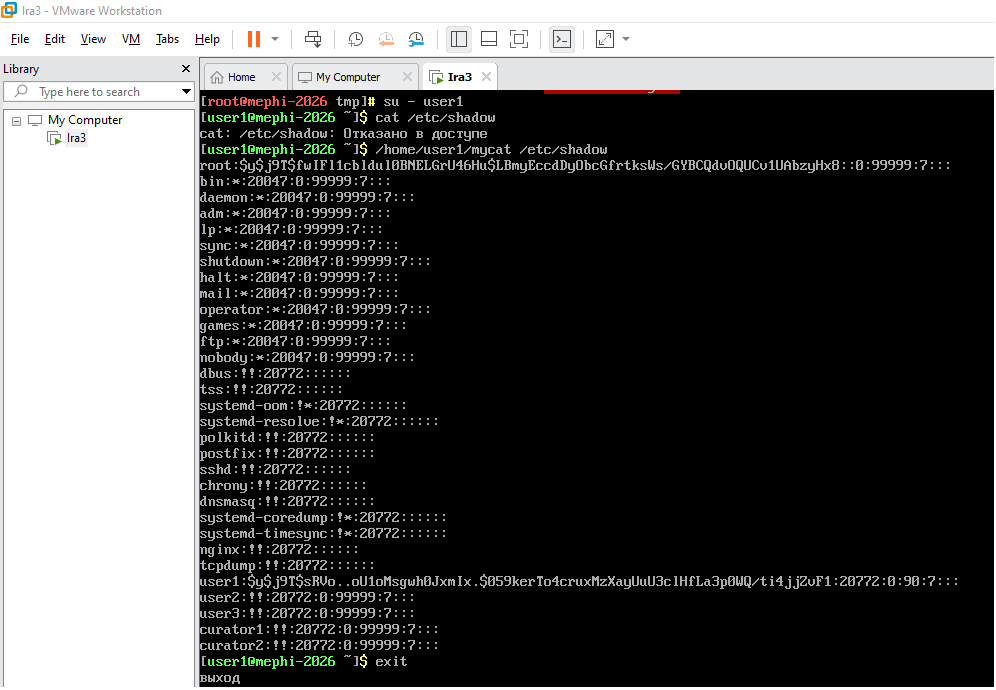 Ira3 - VMware Workstation
File Edit View VM Tabs Help
Library
Type here to search
My Computer
Ira3
Home
My Computer
Ira3
[root@mephi-2026 tmp]# su - user1
[user1@mephi-2026 ~]$ cat /etc/shadow
cat: /etc/shadow: Отказано в доступе
[user1@mephi-2026 ~]$ /home/user1/mycat /etc/shadow
root:$y$j9T$fwIFl1cbldul0BNELGrU46Hu$LBmyEccdDyObcGfrtksWs/GYBCQdvOQUCv1UAbzyHx8::0:99999:7:::
bin:*:20047:0:99999:7:::
daemon:*:20047:0:99999:7:::
adm:*:20047:0:99999:7:::
lp:*:20047:0:99999:7:::
sync:*:20047:0:99999:7:::
shutdown:*:20047:0:99999:7:::
halt:*:20047:0:99999:7:::
mail:*:20047:0:99999:7:::
operator:*:20047:0:99999:7:::
games:*:20047:0:99999:7:::
ftp:*:20047:0:99999:7:::
nobody:*:20047:0:99999:7:::
dbus:!!:20772::::::
tss:!!:20772::::::
systemd-oom:!*:20772::::::
systemd-resolve:!*:20772::::::
polkitd:!!:20772::::::
postfix:!!:20772::::::
sshd:!!:20772::::::
chrony:!!:20772::::::
dnsmasq:!!:20772::::::
systemd-coredump:!*:20772::::::
systemd-timesync:!*:20772::::::
nginx:!!:20772::::::
tcpdump:!!:20772::::::
user1:$y$j9T$sRVo..oU1oMsgwh0JxmIx.$059kerTo4cruxMzXayUuU3clHfLa3p0WQ/ti4jjZvF1:20772:0:90:7:::
user2:!!:20772:0:99999:7:::
user3:!!:20772:0:99999:7:::
curator1:!!:20772:0:99999:7:::
curator2:!!:20772:0:99999:7:::
[user1@mephi-2026 ~]$ exit
выход